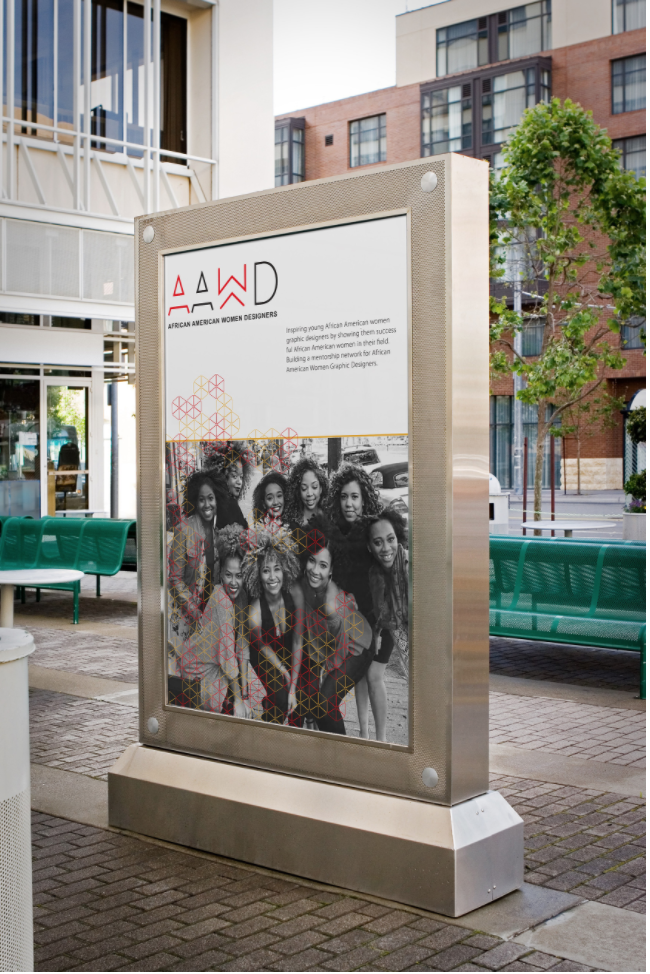 AAWD
AFRICAN AMERICAN WOMEN DESIGNERS
Inspiring young African American women
graphic designers by showing them success
ful African American women in their field.
Building a mentorship network for African
American Women Graphic Designers.